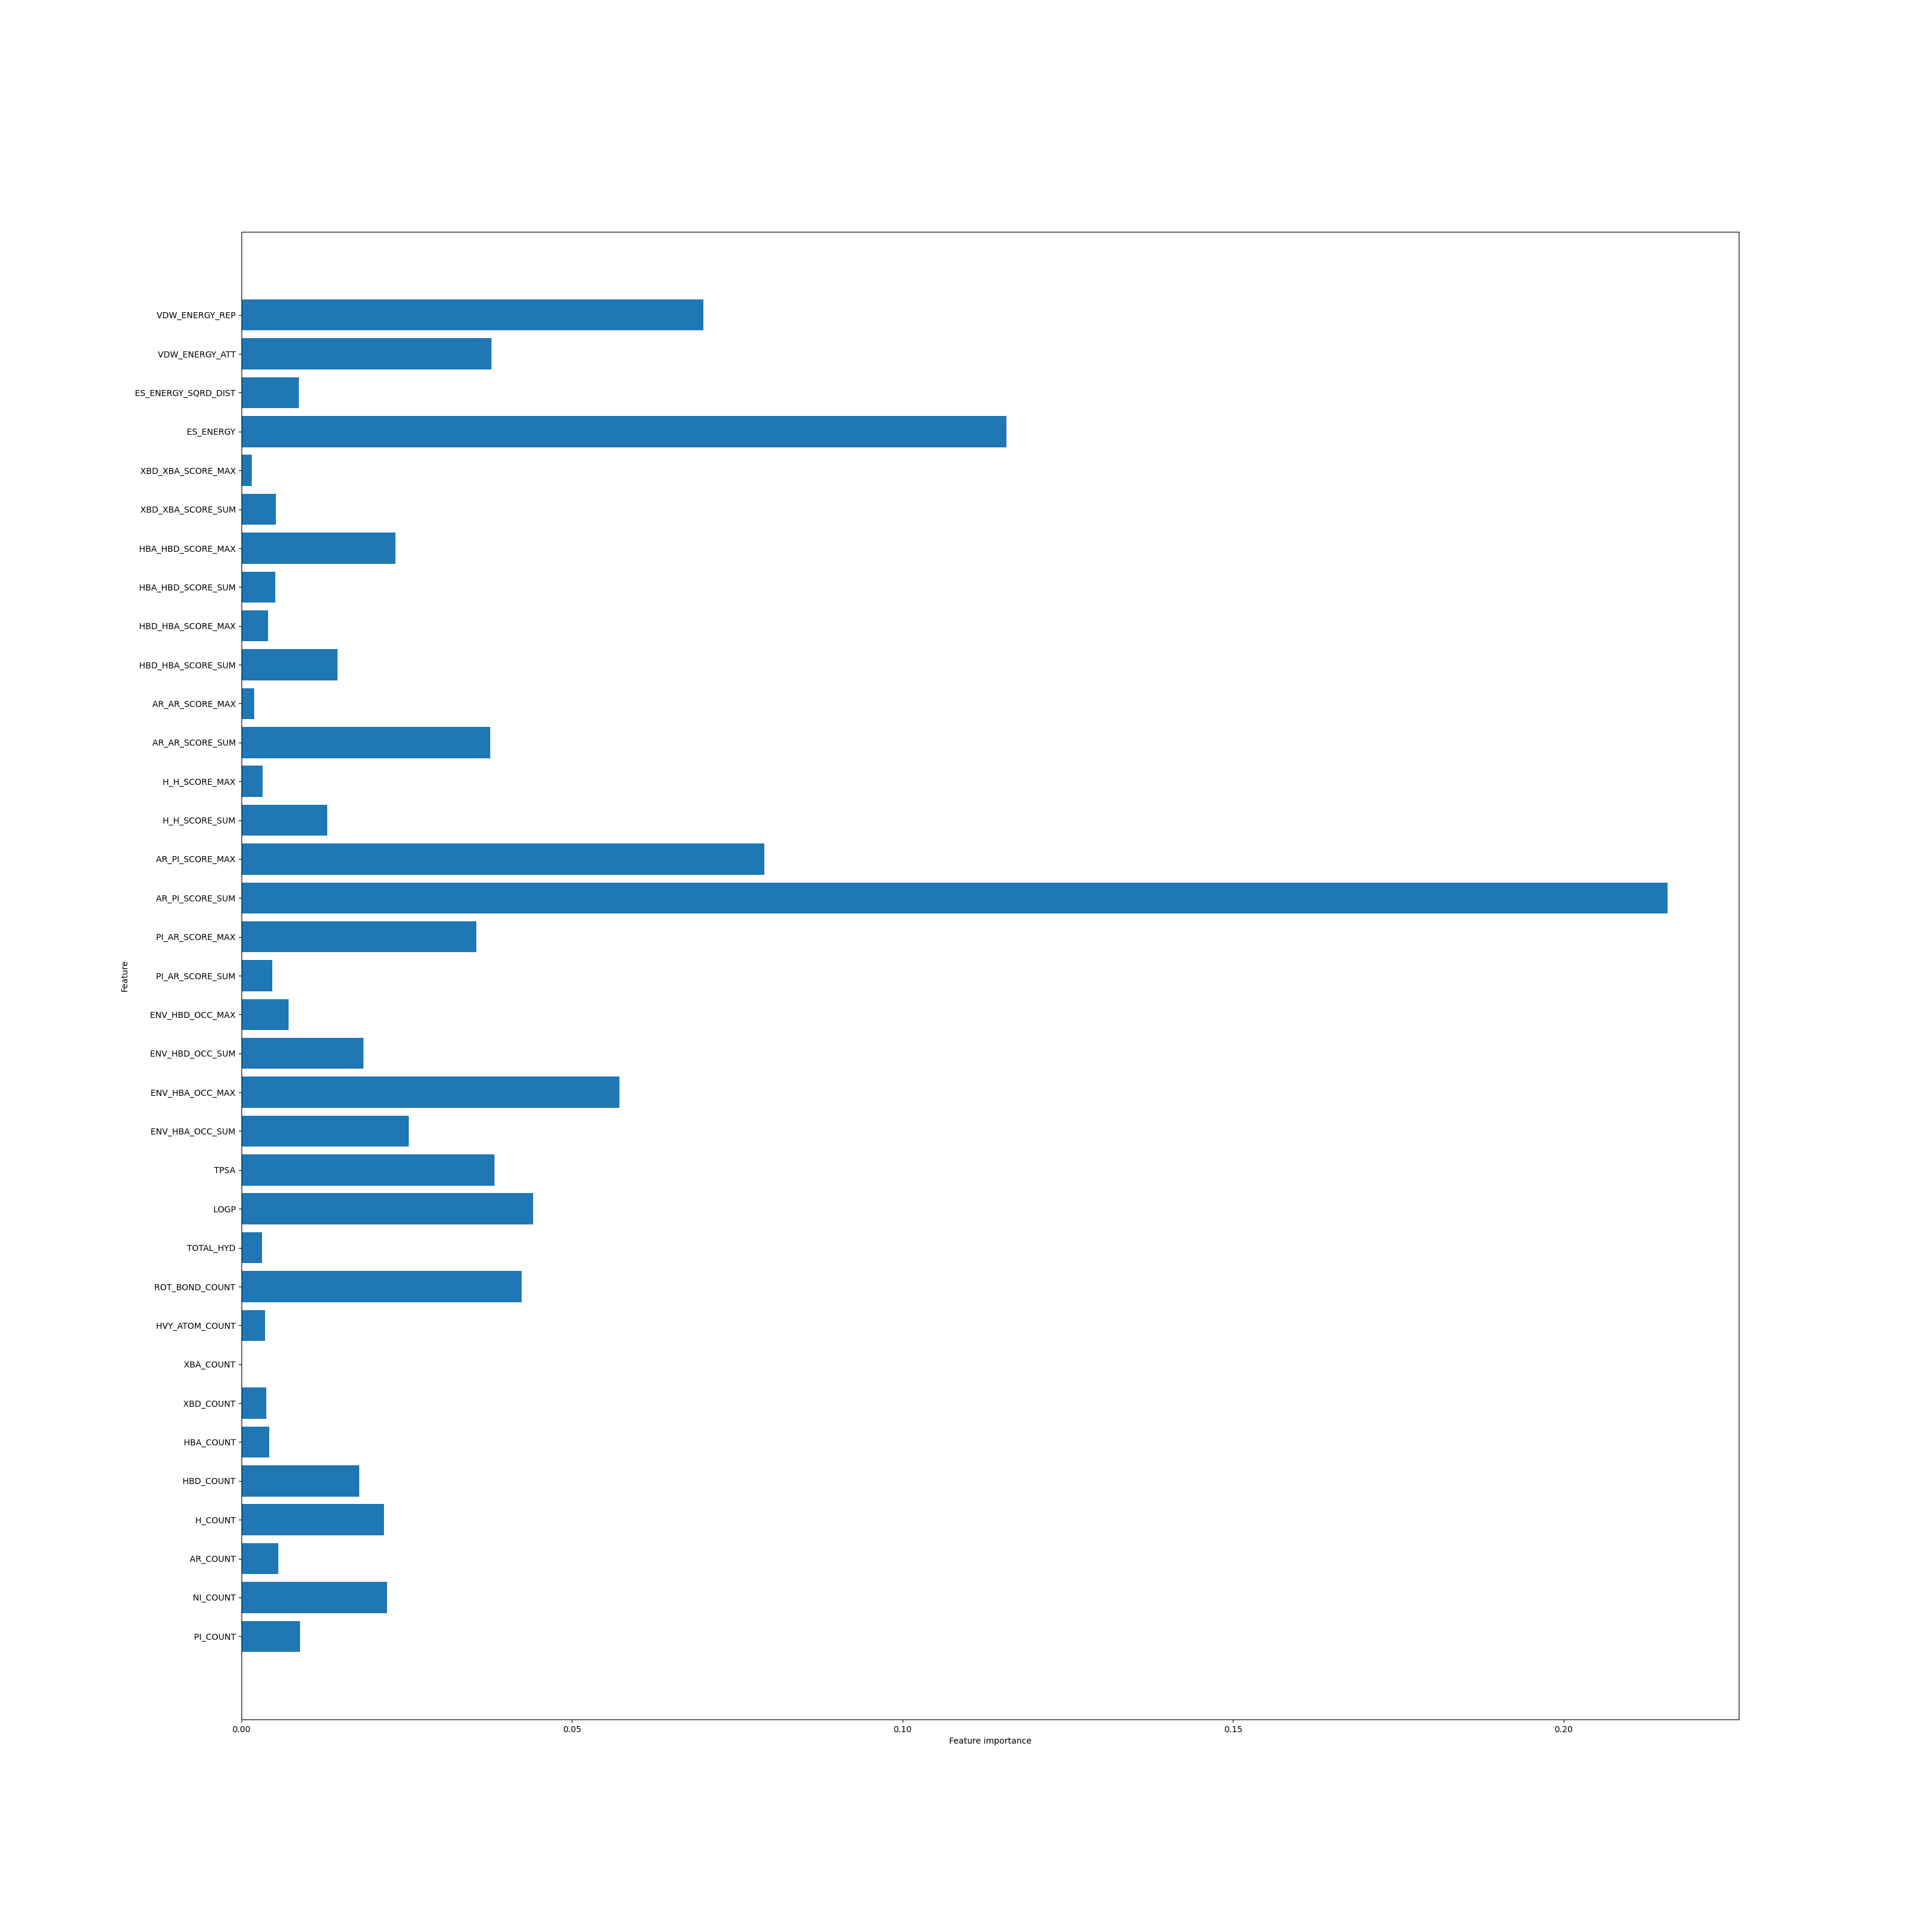 VDW_ENERGY_REP
VDW_ENERGY_ATT
ES_ENERGY_SQRD_DIST
ES_ENERGY
XBD_XBA_SCORE_MAX
XBD_XBA_SCORE_SUM
HBA_HBD_SCORE_MAX
HBA_HBD_SCORE_SUM
HBD_HBA_SCORE_MAX
HBD_HBA_SCORE_SUM
AR_AR_SCORE_MAX
AR_AR_SCORE_SUM
H_H_SCORE_MAX
H_H_SCORE_SUM
AR_PI_SCORE_MAX
AR_PI_SCORE_SUM
PI_AR_SCORE_MAX
PI_AR_SCORE_SUM
ENV_HBD_OCC_MAX
ENV_HBD_OCC_SUM
ENV_HBA_OCC_MAX
ENV_HBA_OCC_SUM
TPSA
LOGP
TOTAL_HYD
ROT_BOND_COUNT
HVY_ATOM_COUNT
XBA_COUNT
XBD_COUNT
HBA_COUNT
HBD_COUNT
H_COUNT
AR_COUNT
NI_COUNT
PI_COUNT
Feature
0.00 0.05 0.10 0.15 0.20
Feature importance